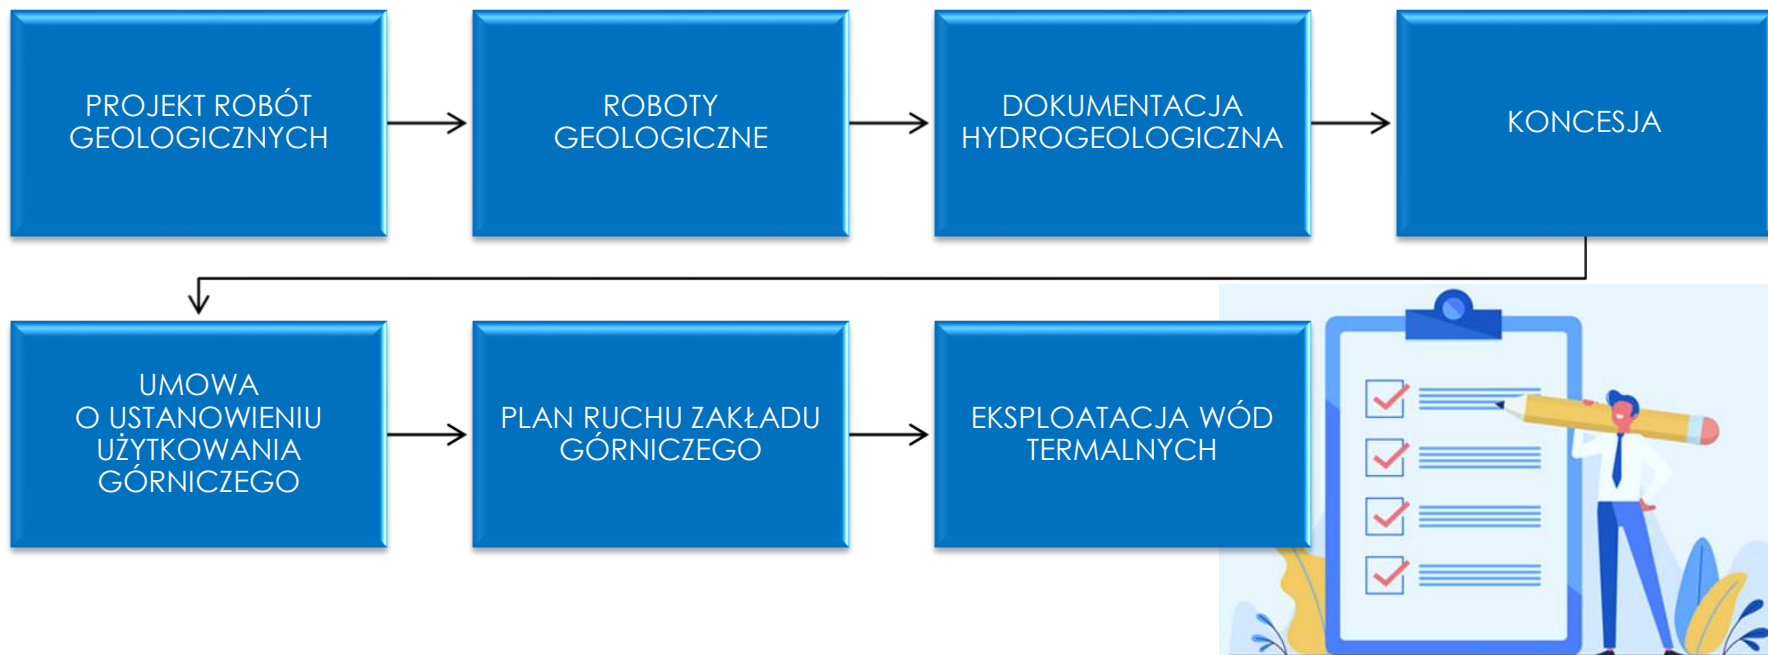 PROJEKT ROBÓT
GEOLOGICZNYCH
ROBOTY
GEOLOGICZNE
DOKUMENTACJA
HYDROGEOLOGICZNA
KONCESJA
UMOWA
O USTANOWIENIU
UŻYTKOWANIA
GÓRNICZEGO
PLAN RUCHU ZAKŁADU
GÓRNICZEGO
EKSPLOATACJA WÓD
TERMALNYCH